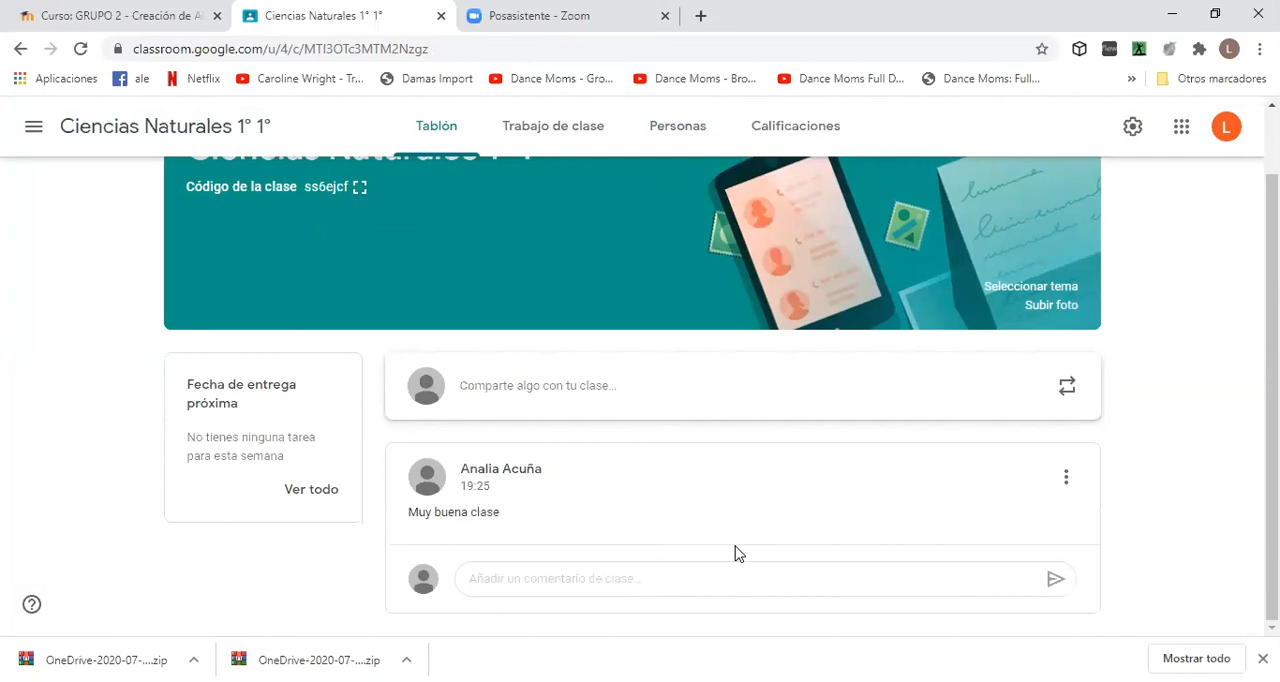 Curso: GRUPO 2 - Creación de Al
Ciencias Naturales 1° 1°
Posasistente - Zoom
classroom.google.com/u/4/c/MTI3OTc3MTM2Nzgz
Aplicaciones
ale
Netflix
Caroline Wright - Tr...
Damas Import
Dance Moms - Gro...
Dance Moms - Bro...
Dance Moms Full D...
Dance Moms: Full...
Otros marcadores
Ciencias Naturales 1° 1°
Tablón
Trabajo de clase
Personas
Calificaciones
L
Ciencias Naturales 1° 1°
Código de la clase ss6ejcf
Seleccionar tema
Subir foto
Fecha de entrega
próxima
No tienes ninguna tarea
para esta semana
Ver todo
Comparte algo con tu clase...
Analia Acuña
19:25
Muy buena clase
Añadir un comentario de clase...
OneDrive-2020-07-....zip
OneDrive-2020-07-....zip
Mostrar todo